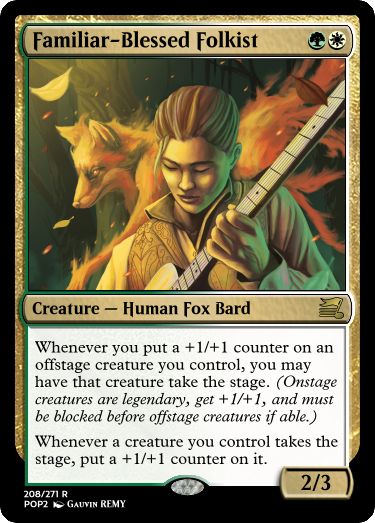 Familiar-Blessed Folkist
Creature — Human Fox Bard
Whenever you put a +1/+1 counter on an
offstage creature you control, you may
have that creature take the stage. (Onstage
creatures are legendary, get +1/+1, and must
be blocked before offstage creatures if able.)
Whenever a creature you control takes the
stage, put a +1/+1 counter on it.
2/3
208/271 R
POP2 Gauvin REMY